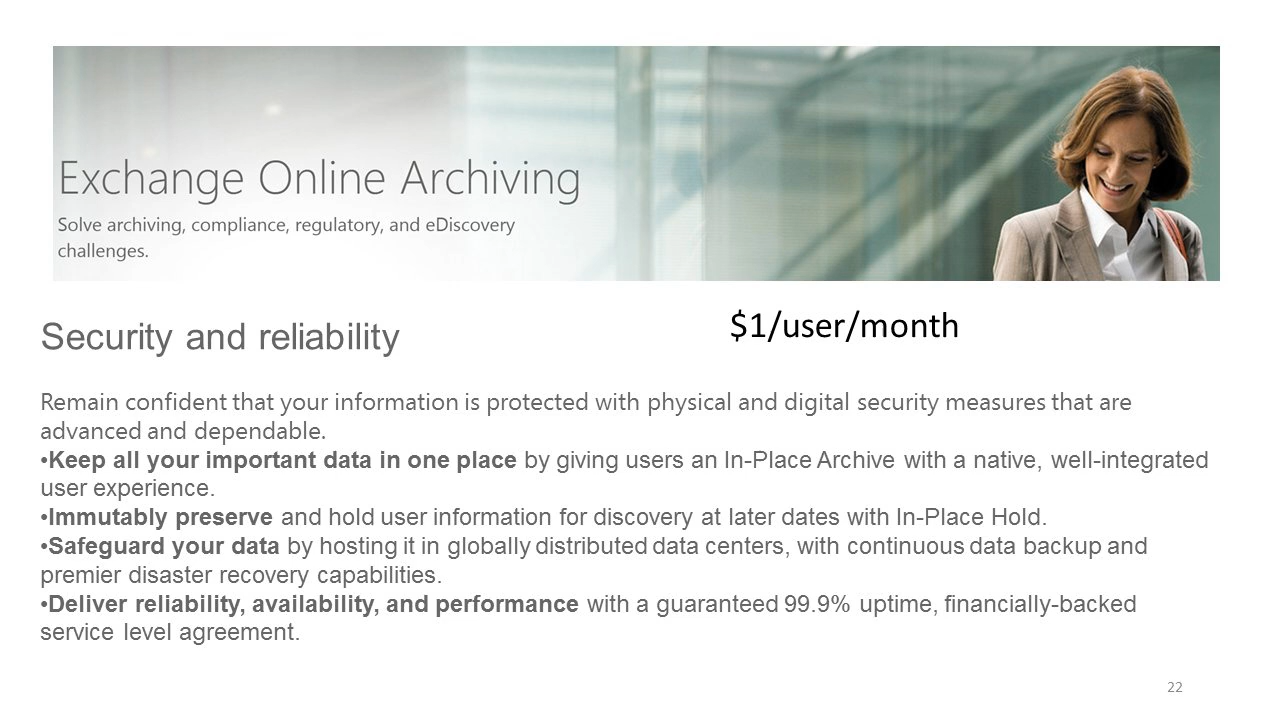 Exchange Online Archiving
Solve archiving, compliance, regulatory, and eDiscovery
challenges.
Security and reliability
$1/user/month
Remain confident that your information is protected with physical and digital security measures that are
advanced and dependable.
•Keep all your important data in one place by giving users an In-Place Archive with a native, well-integrated
user experience.
•Immutably preserve and hold user information for discovery at later dates with In-Place Hold.
•Safeguard your data by hosting it in globally distributed data centers, with continuous data backup and
premier disaster recovery capabilities.
•Deliver reliability, availability, and performance with a guaranteed 99.9% uptime, financially-backed
service level agreement.
22